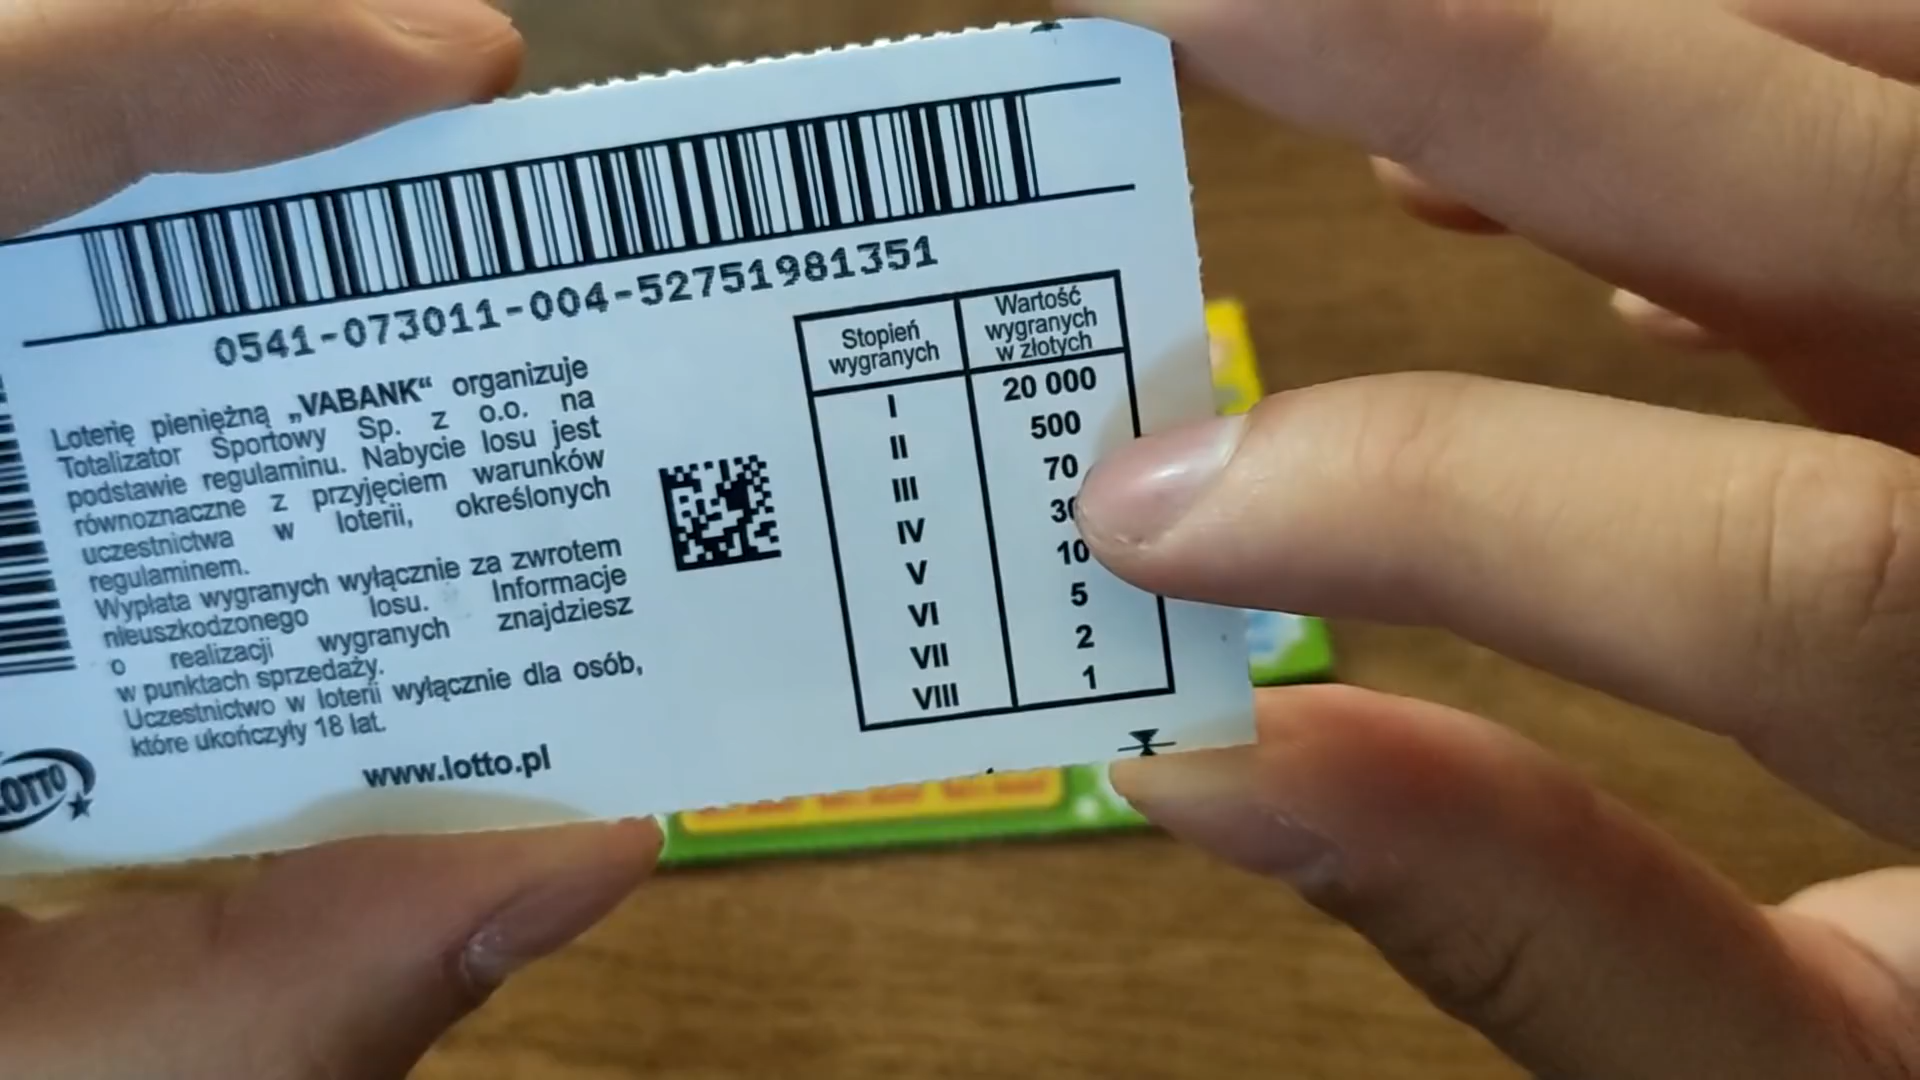 0541-073011-004-52751981351
Loterię pieniężną „VABANK“ organizuje
Totalizator Sportowy Sp. z o.o. na
podstawie regulaminu. Nabycie losu jest
równoznaczne z przyjęciem warunków
uczestnictwa w loterii, określonych
regulaminem.
Wypłata wygranych wyłącznie za zwrotem
nieuszkodzonego losu. Informacje
o realizacji wygranych znajdziesz
w punktach sprzedaży.
Uczestnictwo w loterii wyłącznie dla osób,
które ukończyły 18 lat.
www.lotto.pl
LOTTO
Stopień
wygranych
Wartość
wygranych
w złotych
I 20 000
II 500
III 70
IV 30
V 10
VI 5
VII 2
VIII 1